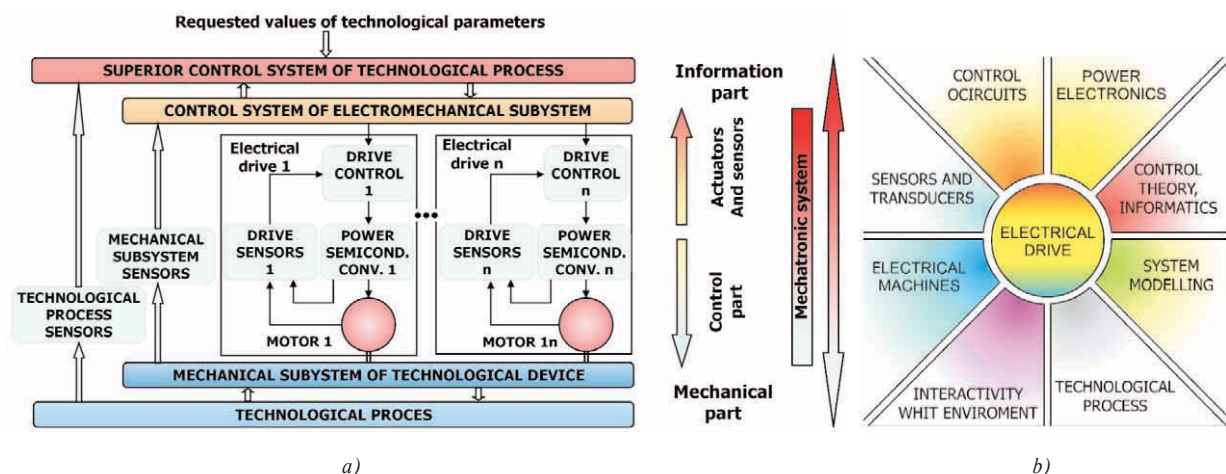 Requested values of technological parameters
SUPERIOR CONTROL SYSTEM OF TECHNOLOGICAL PROCESS
CONTROL SYSTEM OF ELECTROMECHANICAL SUBYSTEM
Electrical
drive 1
DRIVE
CONTROL
1
DRIVE
SENSORS
1
POWER
SEMICOND.
CONV. 1
MOTOR 1
•••
Electrical
drive n
DRIVE
CONTROL
n
DRIVE
SENSORS
n
POWER
SEMICOND.
CONV. n
MOTOR 1n
MECHANICAL
SUBSYSTEM
SENSORS
TECHNOLOGICAL
PROCESS
SENSORS
MECHANICAL SUBYSTEM OF TECHNOLOGICAL DEVICE
TECHNOLOGICAL PROCES
Information
part
Actuators
And sensors
Control part
Mechanical
part
Mechatronic system
CONTROL
OCIRCUITS
POWER
ELECTRONICS
SENSORS AND
TRANSDUCERS
CONTROL
THEORY,
INFORMATICS
ELECTRICAL
DRIVE
ELECTRICAL
MACHINES
SYSTEM
MODELLING
INTERACTIVITY
WHIT ENVIROMENT
TECHNOLOGICAL
PROCESS
a)
b)